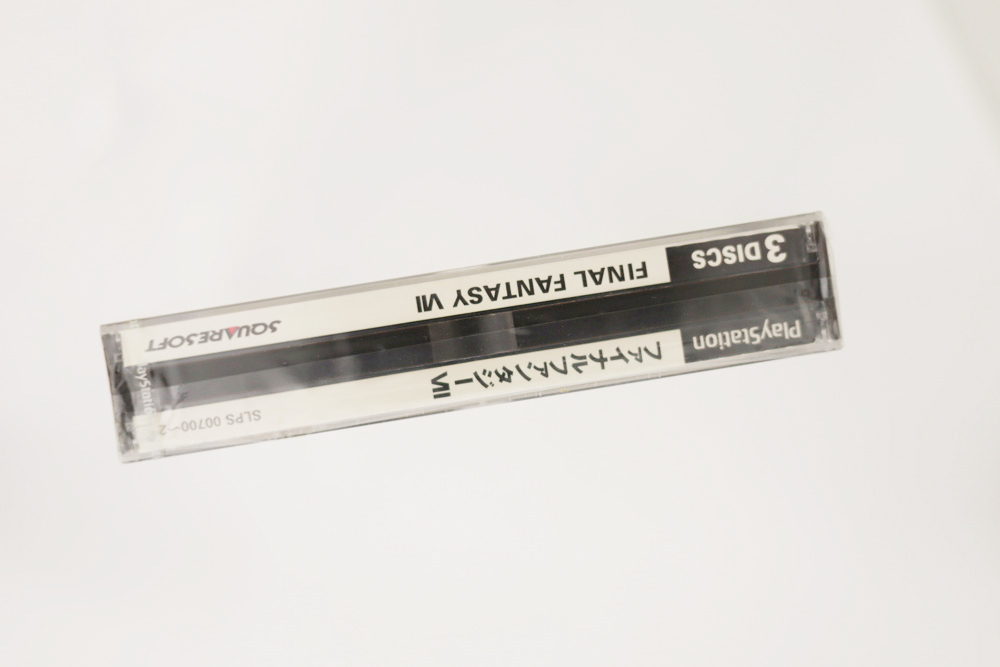 PlayStation
ファイナルファンタジーVII
SLPS 00700~2
3 DISCS
FINAL FANTASY VII
SQUARESOFT
PlayStation